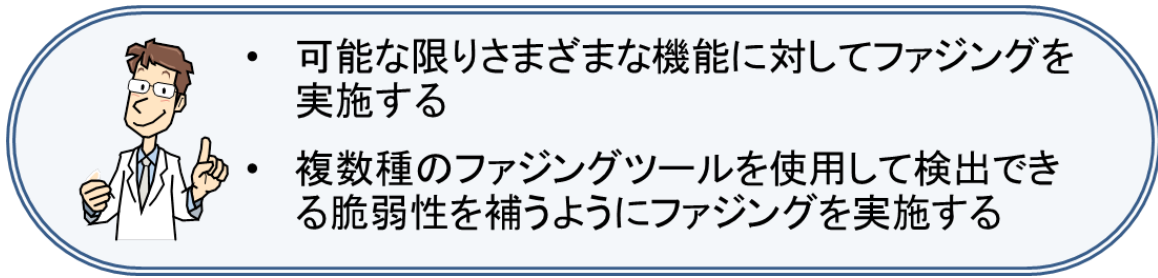 • 可能な限りさまざまな機能に対してファジングを
実施する
• 複数種のファジングツールを使用して検出でき
る脆弱性を補うようにファジングを実施する